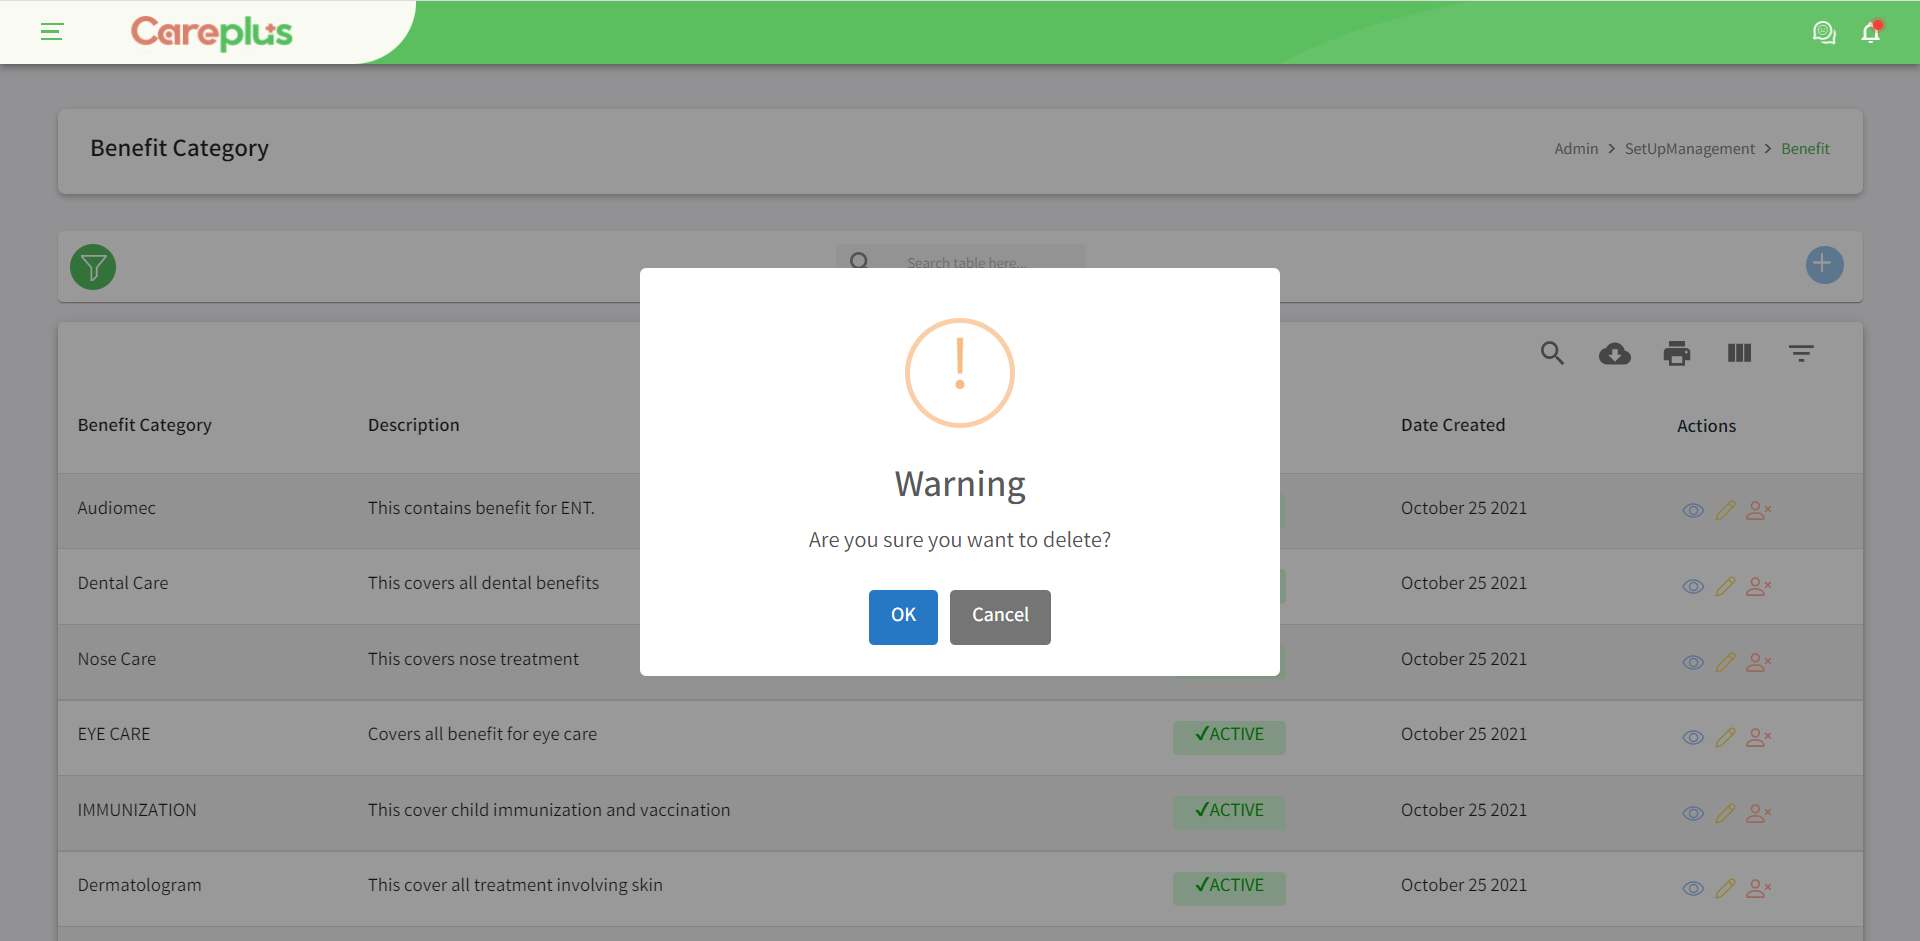 Careplus
Benefit Category
Admin > SetUpManagement > Benefit
Search table here...
Benefit Category Description Date Created Actions
Audiomec This contains benefit for ENT. October 25 2021
Dental Care This covers all dental benefits October 25 2021
Nose Care This covers nose treatment October 25 2021
EYE CARE Covers all benefit for eye care ✓ACTIVE October 25 2021
IMMUNIZATION This cover child immunization and vaccination ✓ACTIVE October 25 2021
Dermatologram This cover all treatment involving skin ✓ACTIVE October 25 2021
!
Warning
Are you sure you want to delete?
OK Cancel